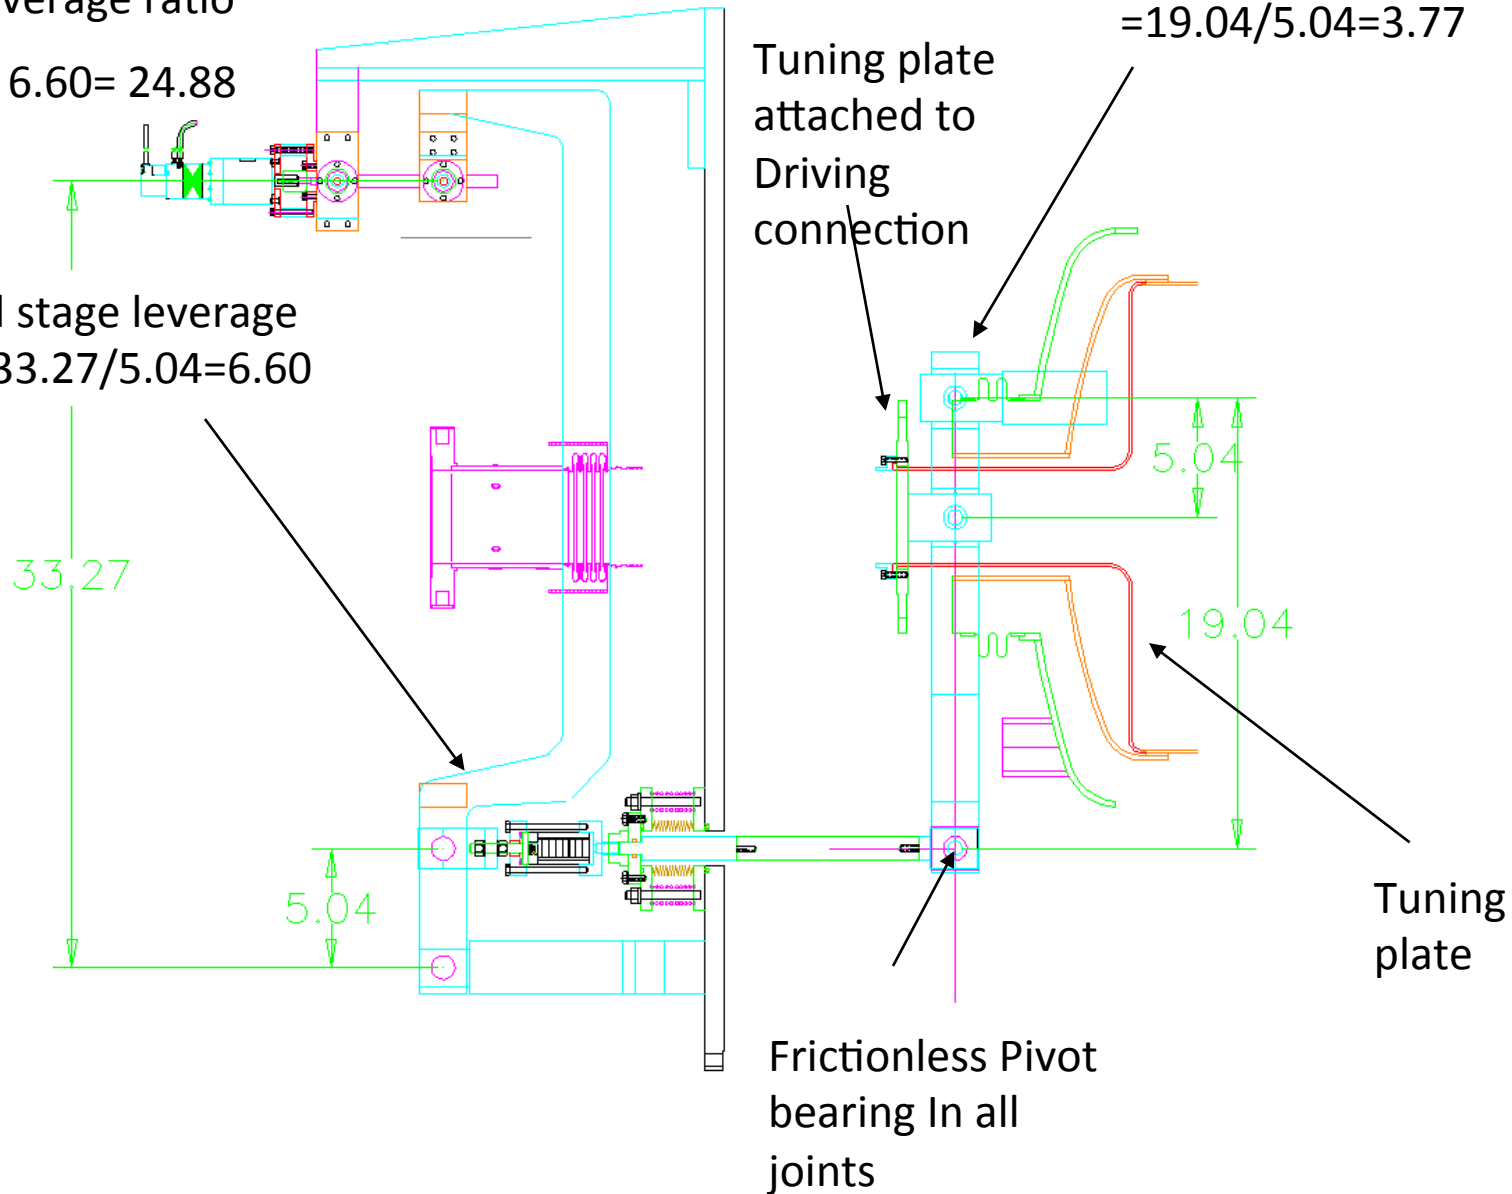 verage ratio
6.60= 24.88
=19.04/5.04=3.77
Tuning plate
attached to
Driving
connection
stage leverage
33.27/5.04=6.60
5.04
33.27
19.04
5.04
Tuning
plate
Frictionless Pivot
bearing In all
joints